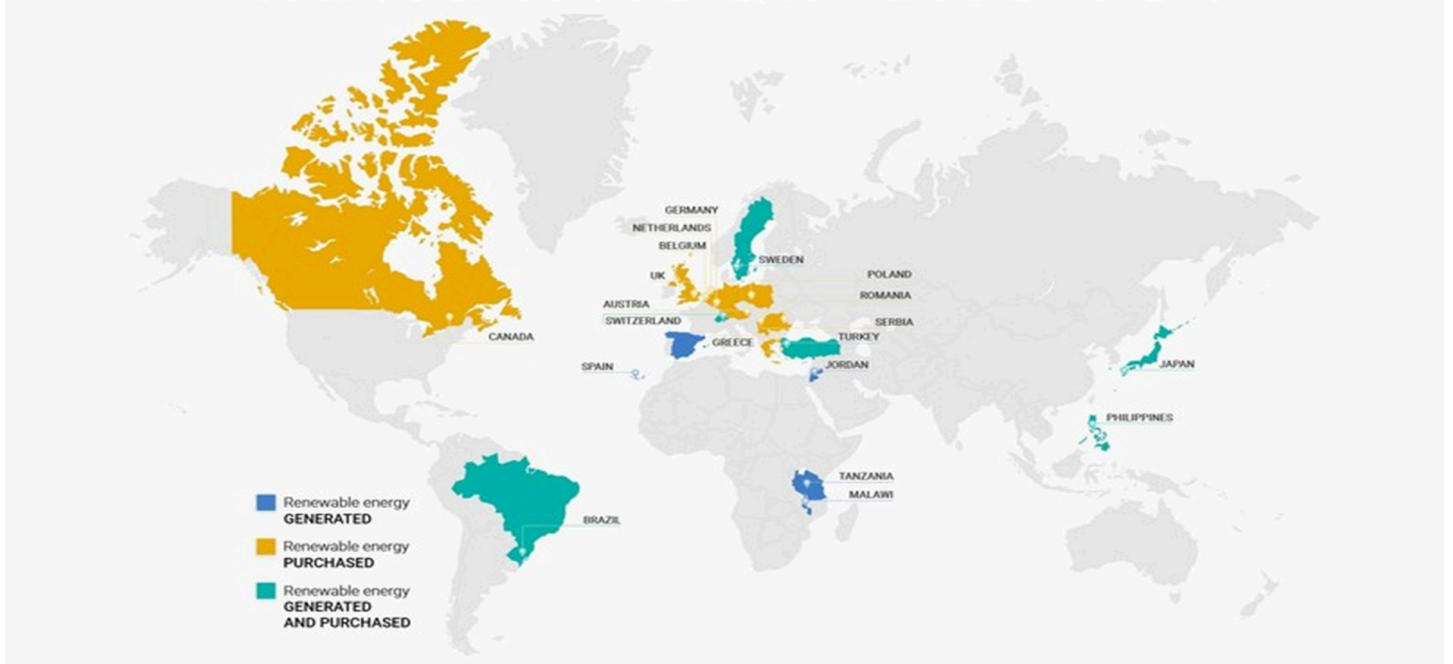 GERMANY
NETHERLANDS
BELGIUM
UK
SWEDEN
POLAND
AUSTRIA
ROMANIA
SWITZERLAND
SERBIA
CANADA
GREECE
TURKEY
SPAIN
JORDAN
JAPAN
PHILIPPINES
TANZANIA
MALAWI
BRAZIL
Renewable energy
GENERATED
Renewable energy
PURCHASED
Renewable energy
GENERATED
AND PURCHASED